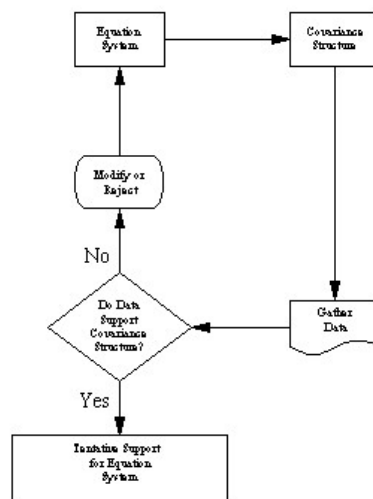 Equation
System
Covariance
Structure
Modify or
Reject
No
Do Data
Support
Covariance
Structure?
Gather
Data
Yes
Tentative Support
for Equation
System